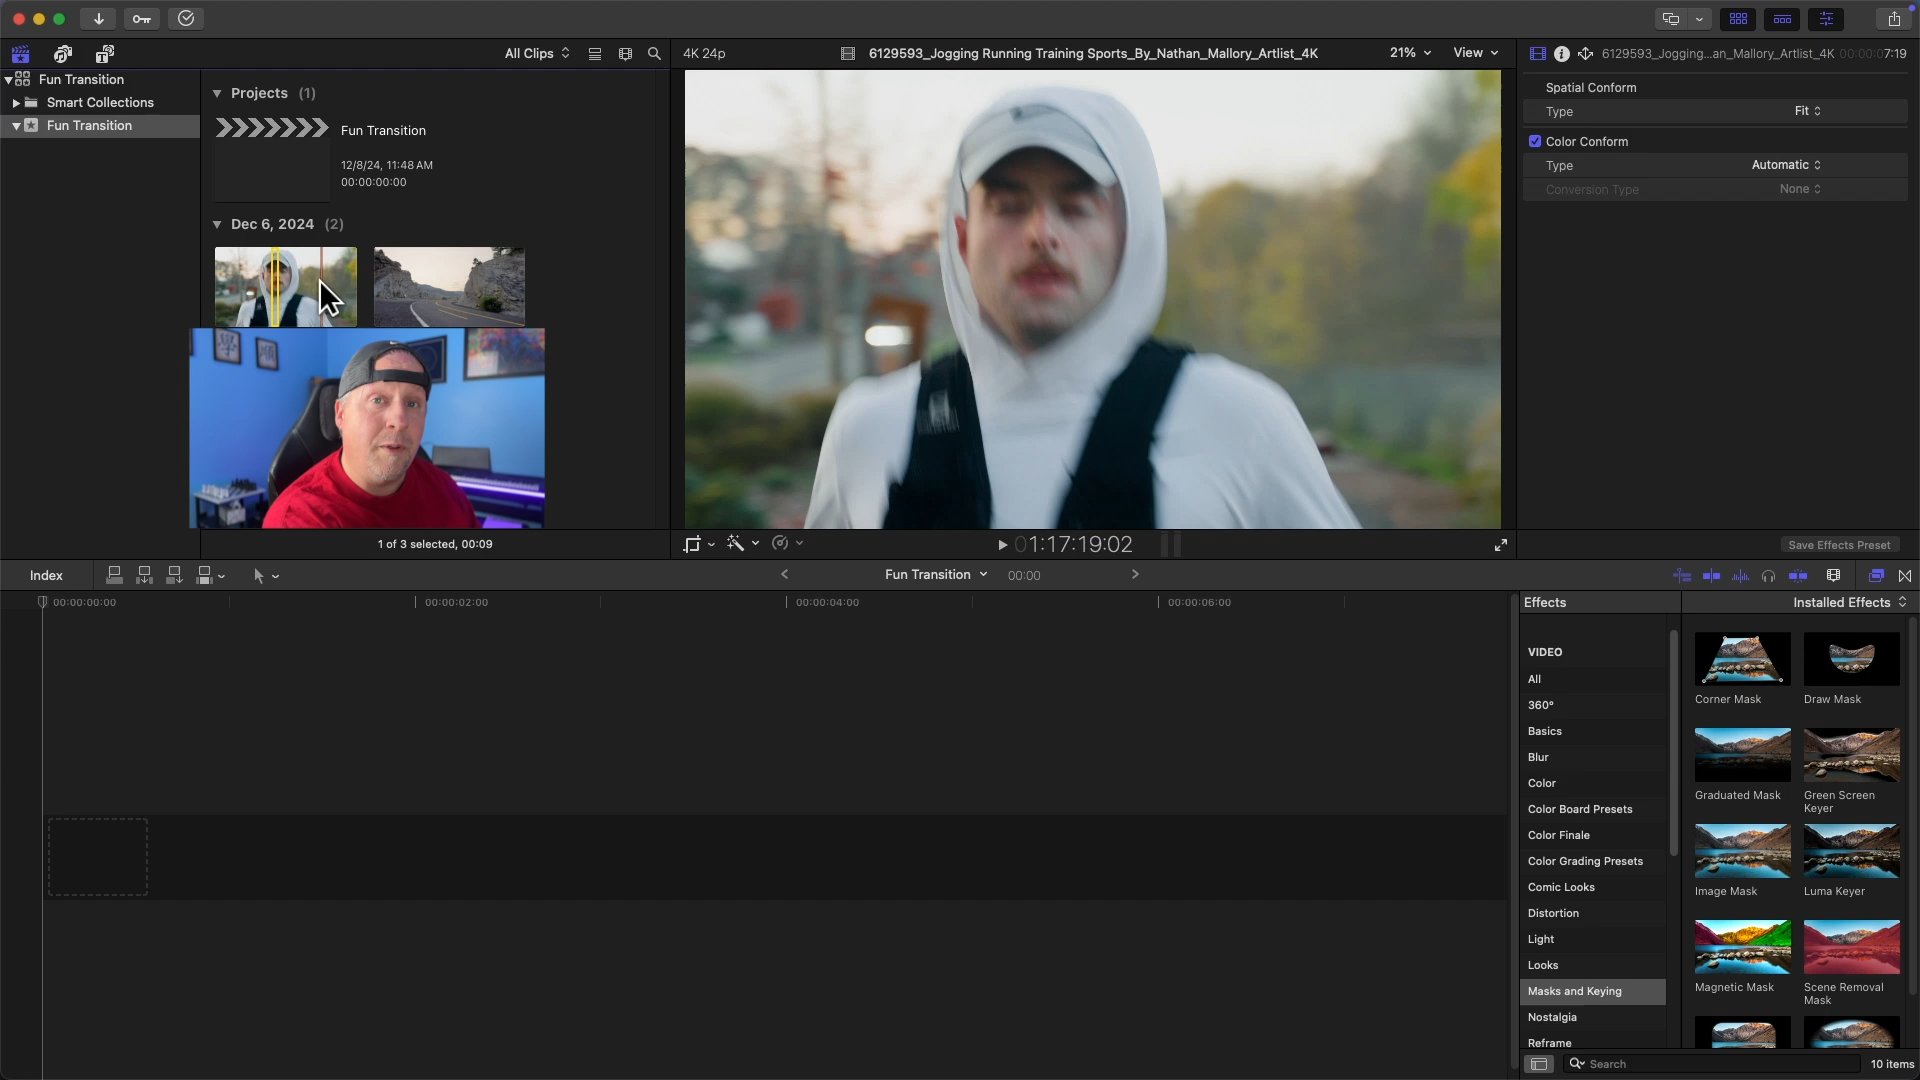 All Clips
4K 24p
6129593_Jogging Running Training Sports_By_Nathan_Mallory_Artlist_4K
21%
View
6129593_Jogging...an_Mallory_Artlist_4K
00:00:07:19
Fun Transition
Smart Collections
Fun Transition
Projects (1)
Fun Transition
12/8/24, 11:48 AM
00:00:00:00
Dec 6, 2024 (2)
1 of 3 selected, 00:09
01:17:19:02
Spatial Conform
Type
Fit
Color Conform
Type
Automatic
Conversion Type
None
Save Effects Preset
Index
Fun Transition
00:00
00:00:00:00
00:00:02:00
00:00:04:00
00:00:06:00
Effects
Installed Effects
VIDEO
All
360°
Basics
Blur
Color
Color Board Presets
Color Finale
Color Grading Presets
Comic Looks
Distortion
Light
Looks
Masks and Keying
Nostalgia
Reframe
Corner Mask
Draw Mask
Graduated Mask
Green Screen
Keyer
Image Mask
Luma Keyer
Magnetic Mask
Scene Removal
Mask
Search
10 items